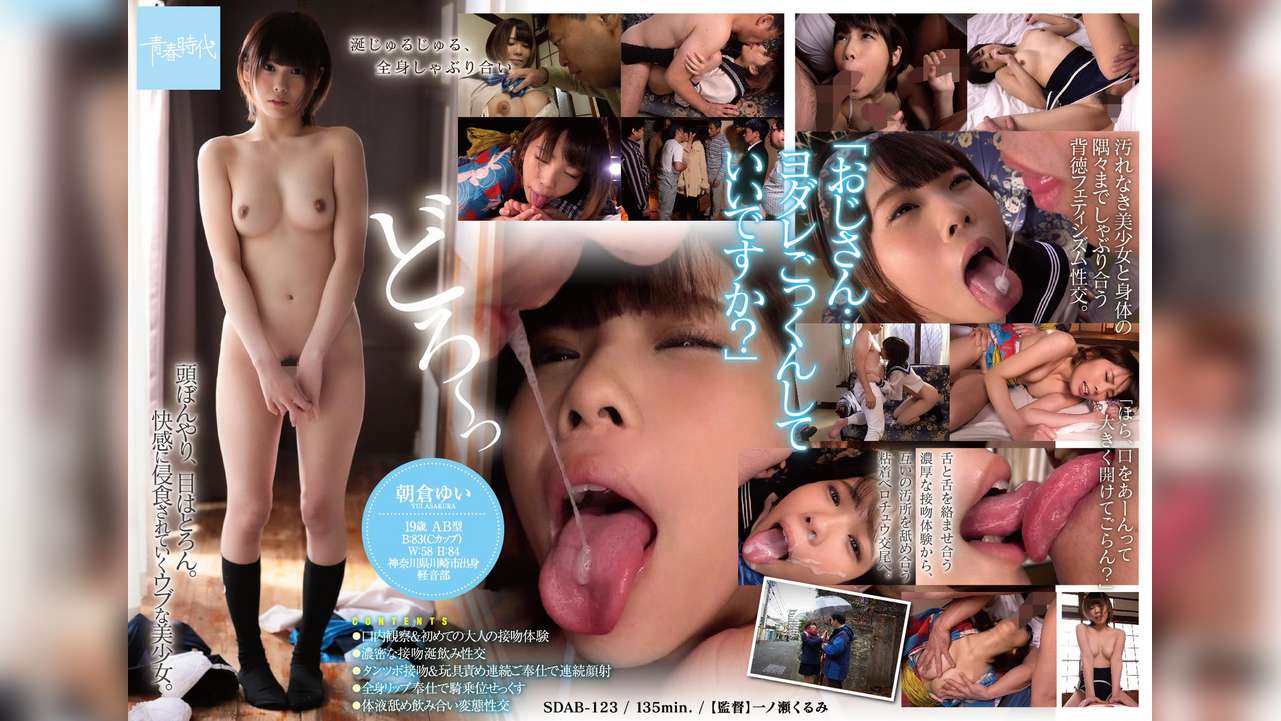 青春時代
涎じゅるじゅる、
全身しゃぶり合い
どろ〜っ
頭ぼんやり、目はとろん。
快感に侵食されていくウブな美少女。
朝倉ゆい
YUI ASAKURA
19歳 AB型
B:83(Cカップ)
W:58 H:84
神奈川県川崎市出身
軽音部
CONTENTS
●口内観察&初めての大人の接吻体験
●濃密な接吻涎飲み性交
●タンツボ接吻&玩具責め連続ご奉仕で連続顔射
●全身リップ奉仕で騎乗位せっくす
●体液舐め飲み合い変態性交
「おじさん…
ヨダレごっくんして
いいですか?」
汚れなき美少女と身体の
隅々までしゃぶり合う
背徳フェティシズム性交。
「ほら、口をあーんって
大きく開けてごらん?」
舌と舌を絡ませ合う
濃厚な接吻体験から、
互いの汚所を舐め合う
粘着ベロチュウ交尾へ。
SDAB-123 / 135min. / 【監督】一ノ瀬くるみ